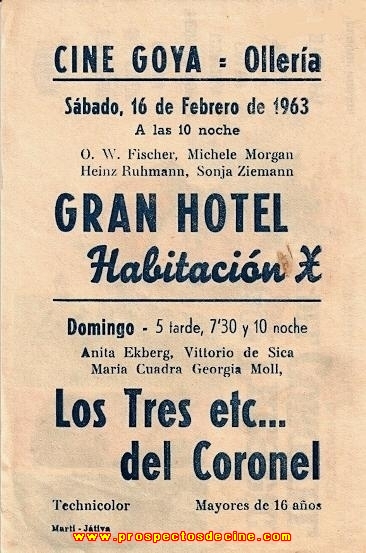 CINE GOYA = Ollería
Sábado, 16 de Febrero de 1963
A las 10 noche
O. W. Fischer, Michele Morgan
Heinz Ruhmann, Sonja Ziemann
GRAN HOTEL
Habitación X
Domingo - 5 tarde, 7'30 y 10 noche
Anita Ekberg, Vittorio de Sica
María Cuadra Georgia Moll,
Los Tres etc...
del Coronel
Technicolor Mayores de 16 años
Martí - Játiva
www.prospectosdecine.com